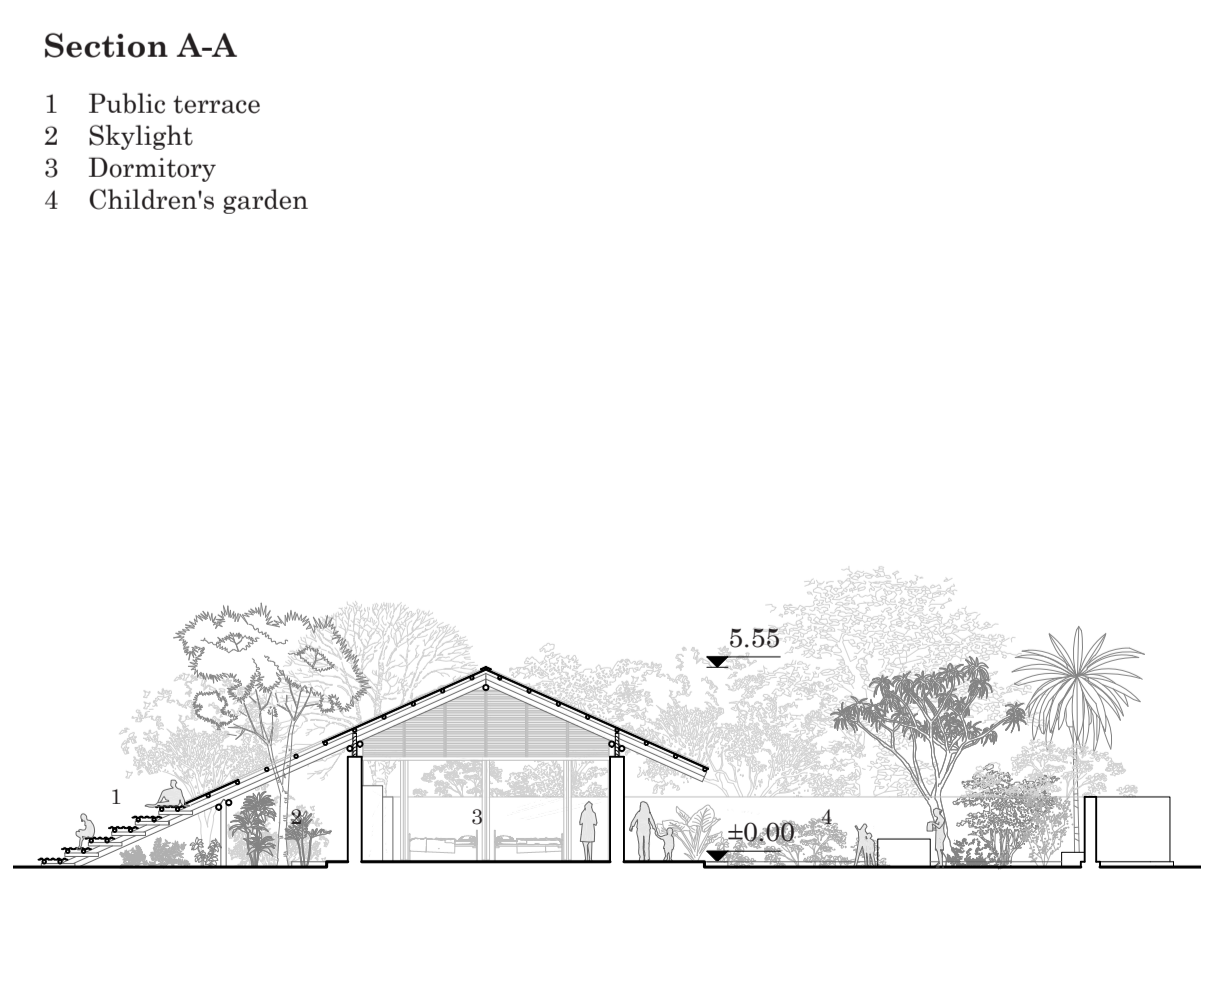 Section A-A
1 Public terrace
2 Skylight
3 Dormitory
4 Children's garden
5.55
1
2
3
4
±0.00